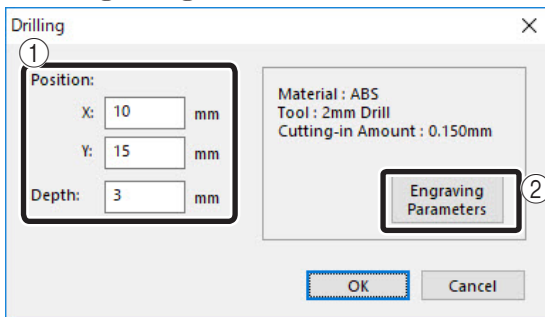 Drilling
①
Position:
X: 10 mm
Y: 15 mm
Depth: 3 mm
Material : ABS
Tool : 2mm Drill
Cutting-in Amount : 0.150mm
Engraving
Parameters
②
OK Cancel